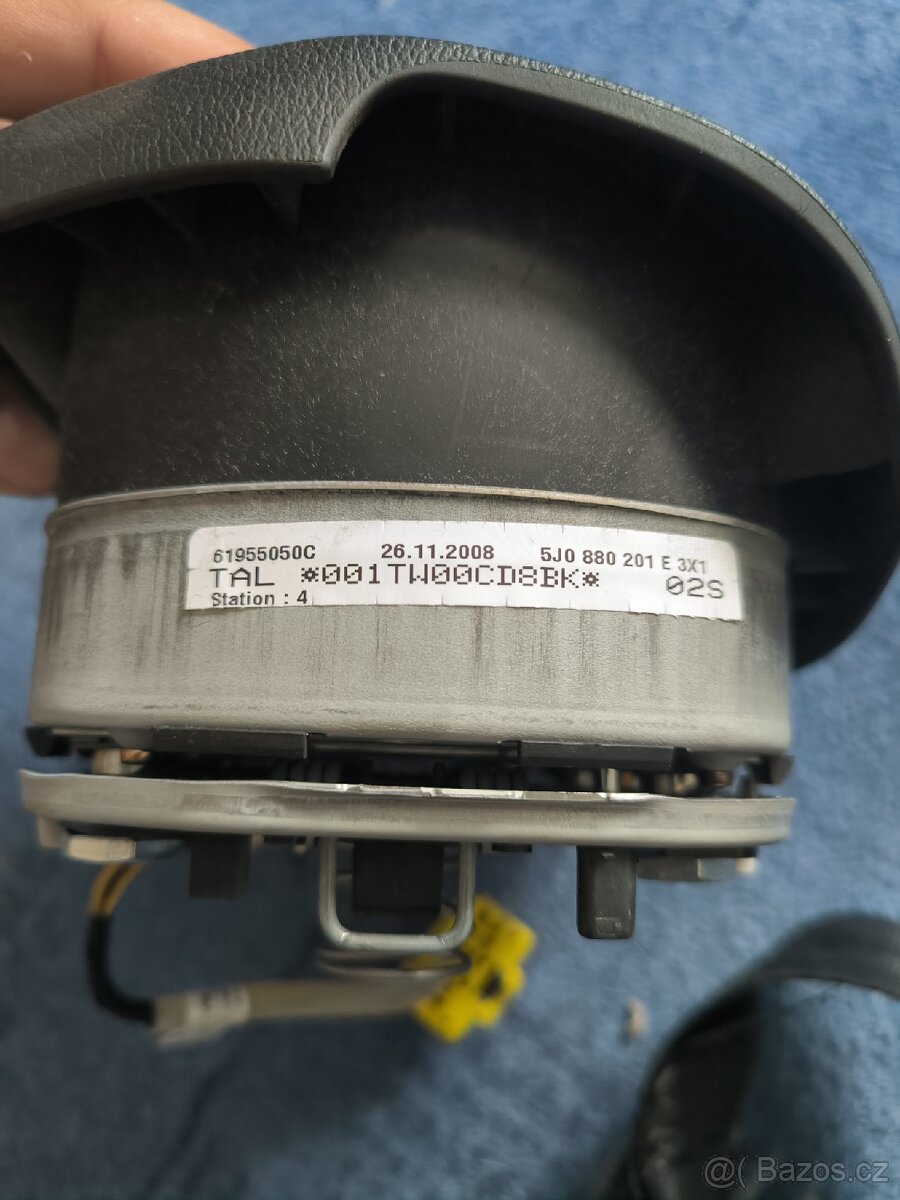 61955050C 26.11.2008 5J0 880 201 E 3X1
TAL *001TW00CD8BK* 02S
Station : 4
@( Bazos.cz